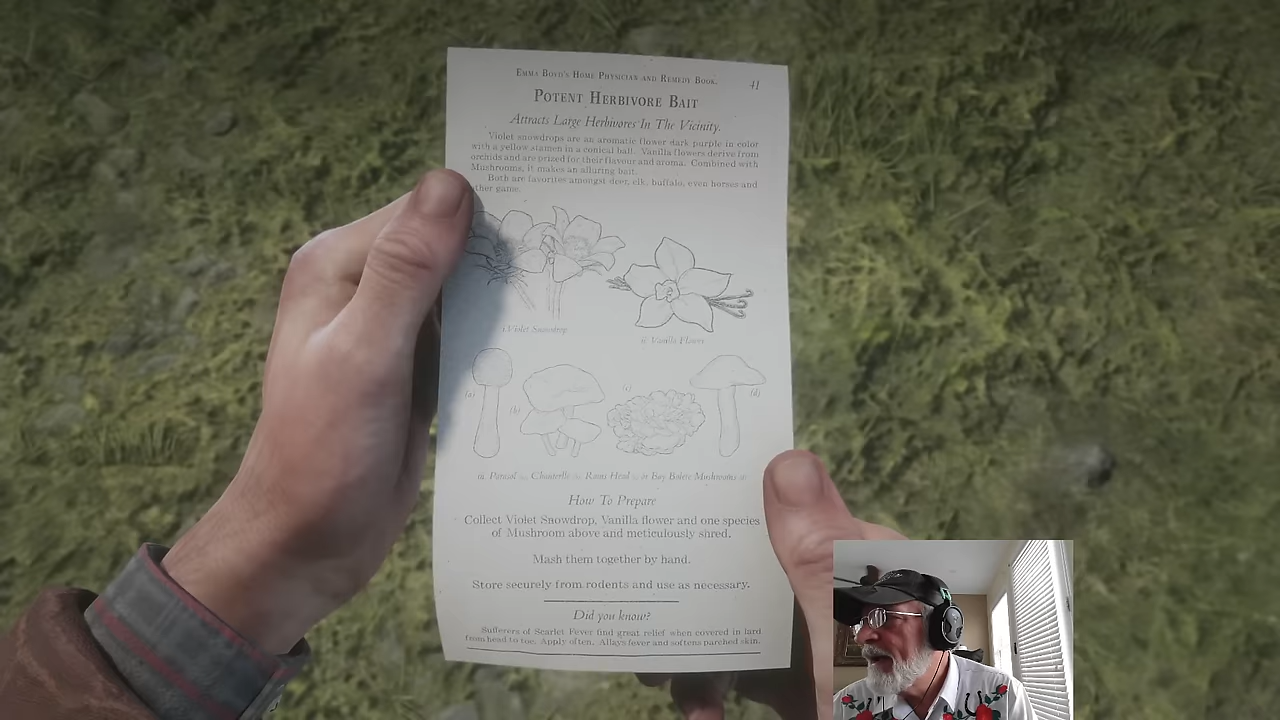 EMMA BOYD'S HOME PHYSICIAN AND REMEDY BOOK.
41
POTENT HERBIVORE BAIT
Attracts Large Herbivores In The Vicinity.
Violet snowdrops are an aromatic flower dark purple in color
with a yellow stamen in a conical ball. Vanilla flowers derive from
orchids and are prized for their flavour and aroma. Combined with
Mushrooms, it makes an alluring bait.
Both are favorites amongst deer, elk, buffalo, even horses and
other game.
i. Violet Snowdrop
ii. Vanilla Flower
(a)
(b)
(c)
(d)
iii. Parasol Chanterelle Rams Head or Bay Bolete Mushrooms
How To Prepare
Collect Violet Snowdrop, Vanilla flower and one species
of Mushroom above and meticulously shred.
Mash them together by hand.
Store securely from rodents and use as necessary.
Did you know?
Sufferers of Scarlet Fever find great relief when covered in lard
from head to toe. Apply often. Allays fever and softens parched skin.